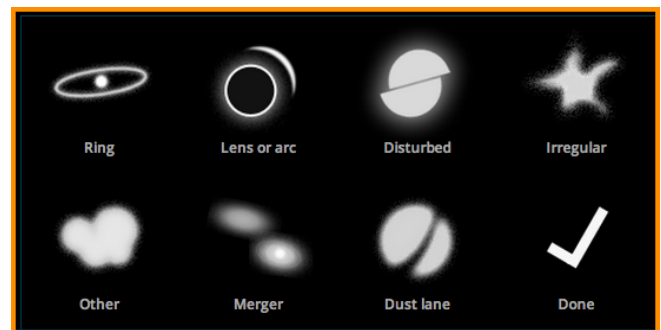 Ring Lens or arc Disturbed Irregular
Other Merger Dust lane Done